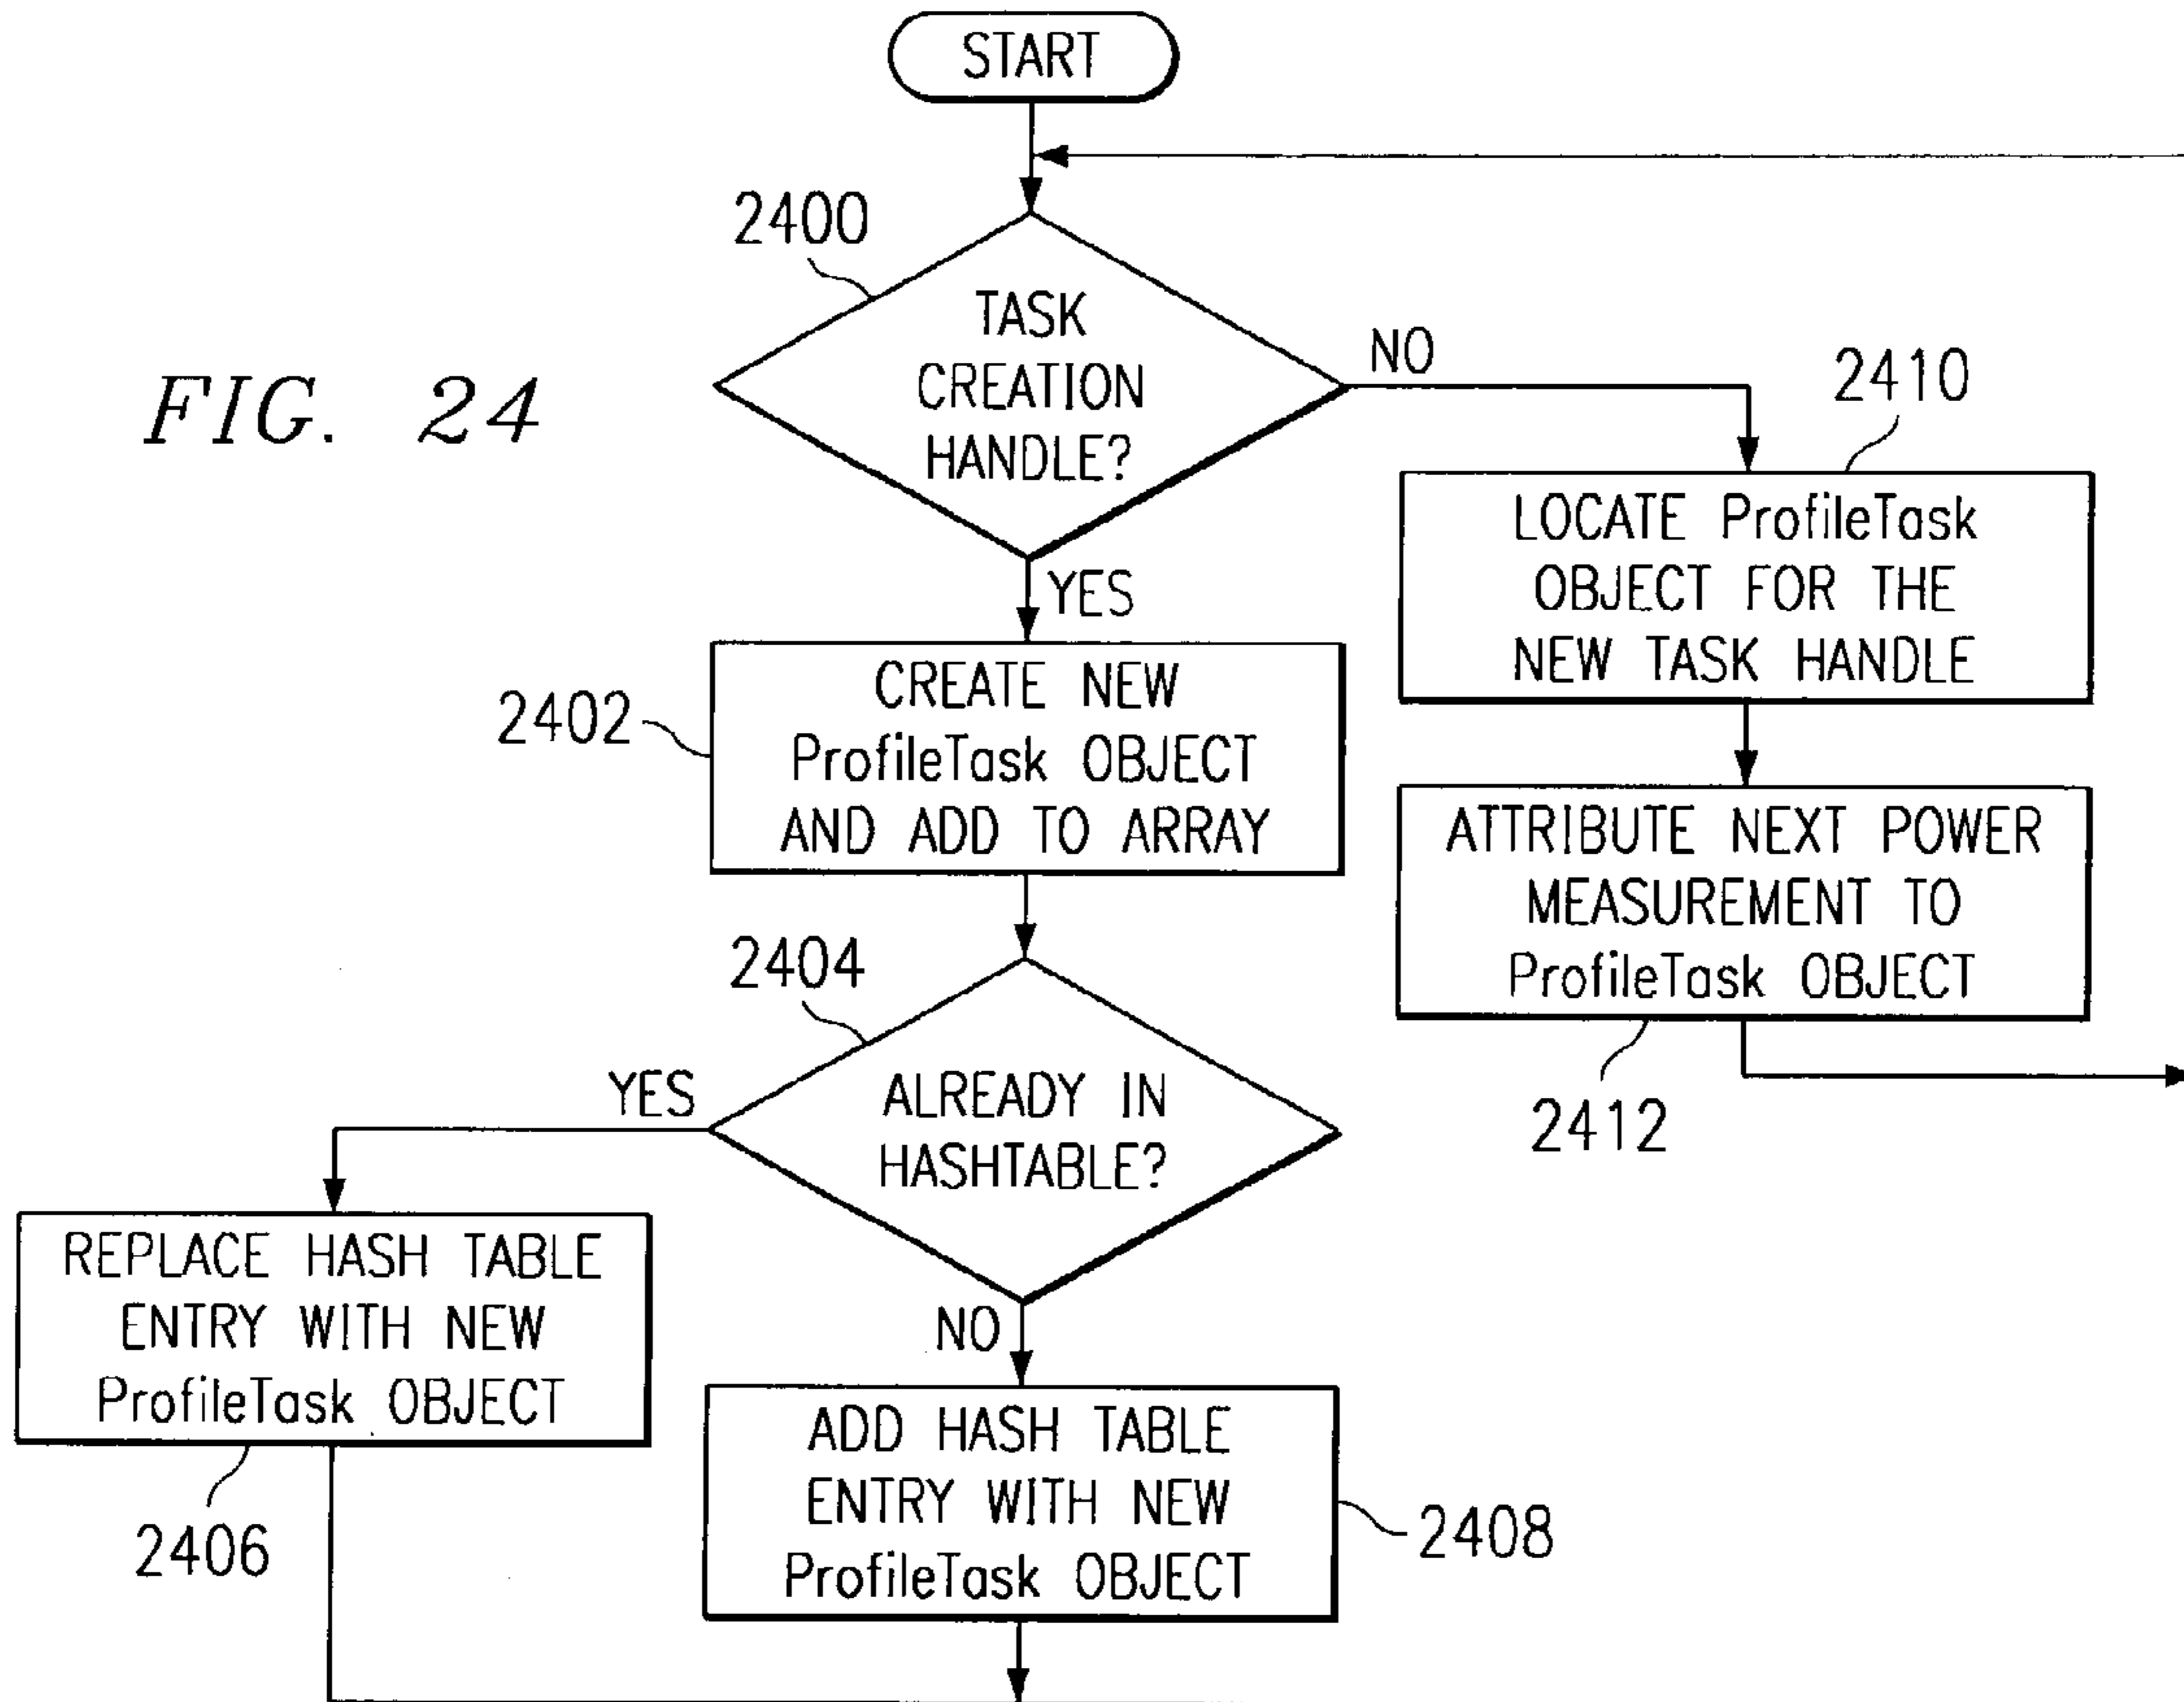 START
2400
TASK
CREATION
HANDLE?
NO
FIG. 24
2410
LOCATE ProfileTask
OBJECT FOR THE
NEW TASK HANDLE
YES
2402
CREATE NEW
ProfileTask OBJECT
AND ADD TO ARRAY
ATTRIBUTE NEXT POWER
MEASUREMENT TO
ProfileTask OBJECT
2412
2404
ALREADY IN
HASHTABLE?
YES
REPLACE HASH TABLE
ENTRY WITH NEW
ProfileTask OBJECT
2406
NO
ADD HASH TABLE
ENTRY WITH NEW
ProfileTask OBJECT
2408